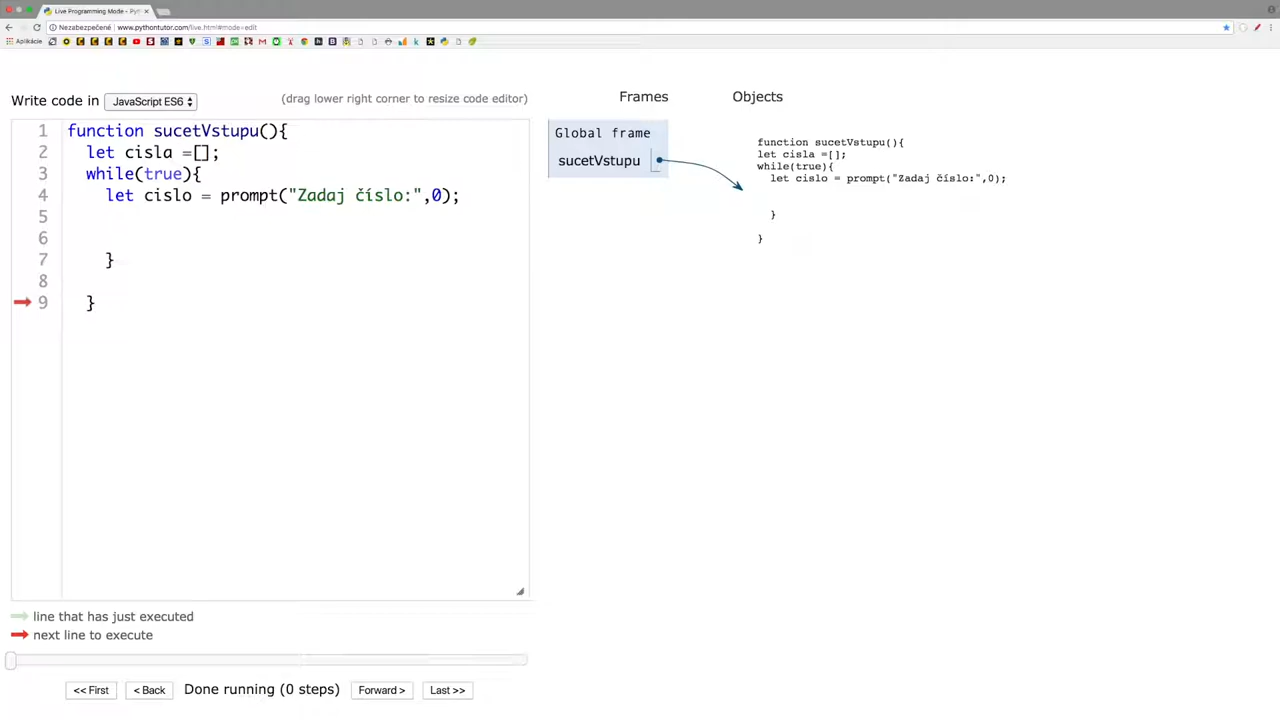 Live Programming Mode - Pyt
Nezabezpečené www.pythontutor.com/live.html#mode=edit
Aplikácie
Write code in JavaScript ES6
(drag lower right corner to resize code editor)
1 function sucetVstupu(){
2 let cisla =[];
3 while(true){
4 let cislo = prompt("Zadaj číslo:",0);
5
6
7 }
8
9 }
line that has just executed
next line to execute
<< First
< Back
Done running (0 steps)
Forward >
Last >>
Frames
Objects
Global frame
sucetVstupu
function sucetVstupu(){
let cisla =[];
while(true){
let cislo = prompt("Zadaj číslo:",0);
}
}